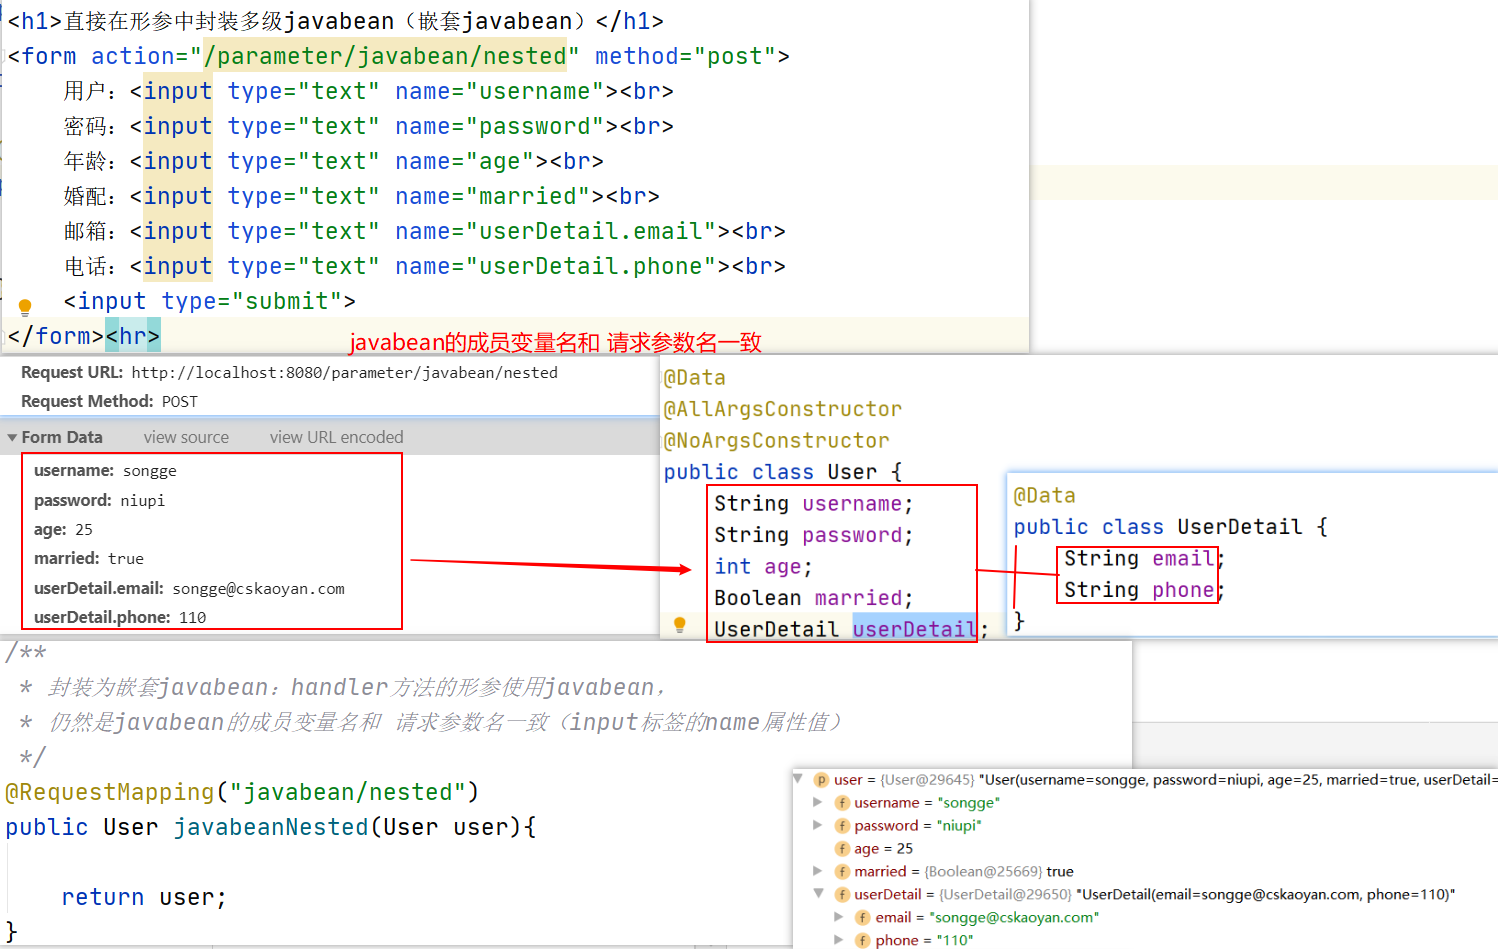 <h1>直接在形参中封装多级javabean（嵌套javabean）</h1>
<form action="/parameter/javabean/nested" method="post">
用户：<input type="text" name="username"><br>
密码：<input type="text" name="password"><br>
年龄：<input type="text" name="age"><br>
婚配：<input type="text" name="married"><br>
邮箱：<input type="text" name="userDetail.email"><br>
电话：<input type="text" name="userDetail.phone"><br>
<input type="submit">
</form><hr>
javabean的成员变量名和 请求参数名一致
Request URL: http://localhost:8080/parameter/javabean/nested
Request Method: POST
Form Data view source view URL encoded
username: songge
password: niupi
age: 25
married: true
userDetail.email: songge@cskaoyan.com
userDetail.phone: 110
@Data
@AllArgsConstructor
@NoArgsConstructor
public class User {
String username;
String password;
int age;
Boolean married;
UserDetail userDetail;
@Data
public class UserDetail {
String email;
String phone;
}
/**
* 封装为嵌套javabean：handler方法的形参使用javabean，
* 仍然是javabean的成员变量名和 请求参数名一致（input标签的name属性值）
*/
@RequestMapping("javabean/nested")
public User javabeanNested(User user){
return user;
}
p user = {User@29645} "User(username=songge, password=niupi, age=25, married=true, userDetail=
f username = "songge"
f password = "niupi"
f age = 25
f married = {Boolean@25669} true
f userDetail = {UserDetail@29650} "UserDetail(email=songge@cskaoyan.com, phone=110)"
f email = "songge@cskaoyan.com"
f phone = "110"